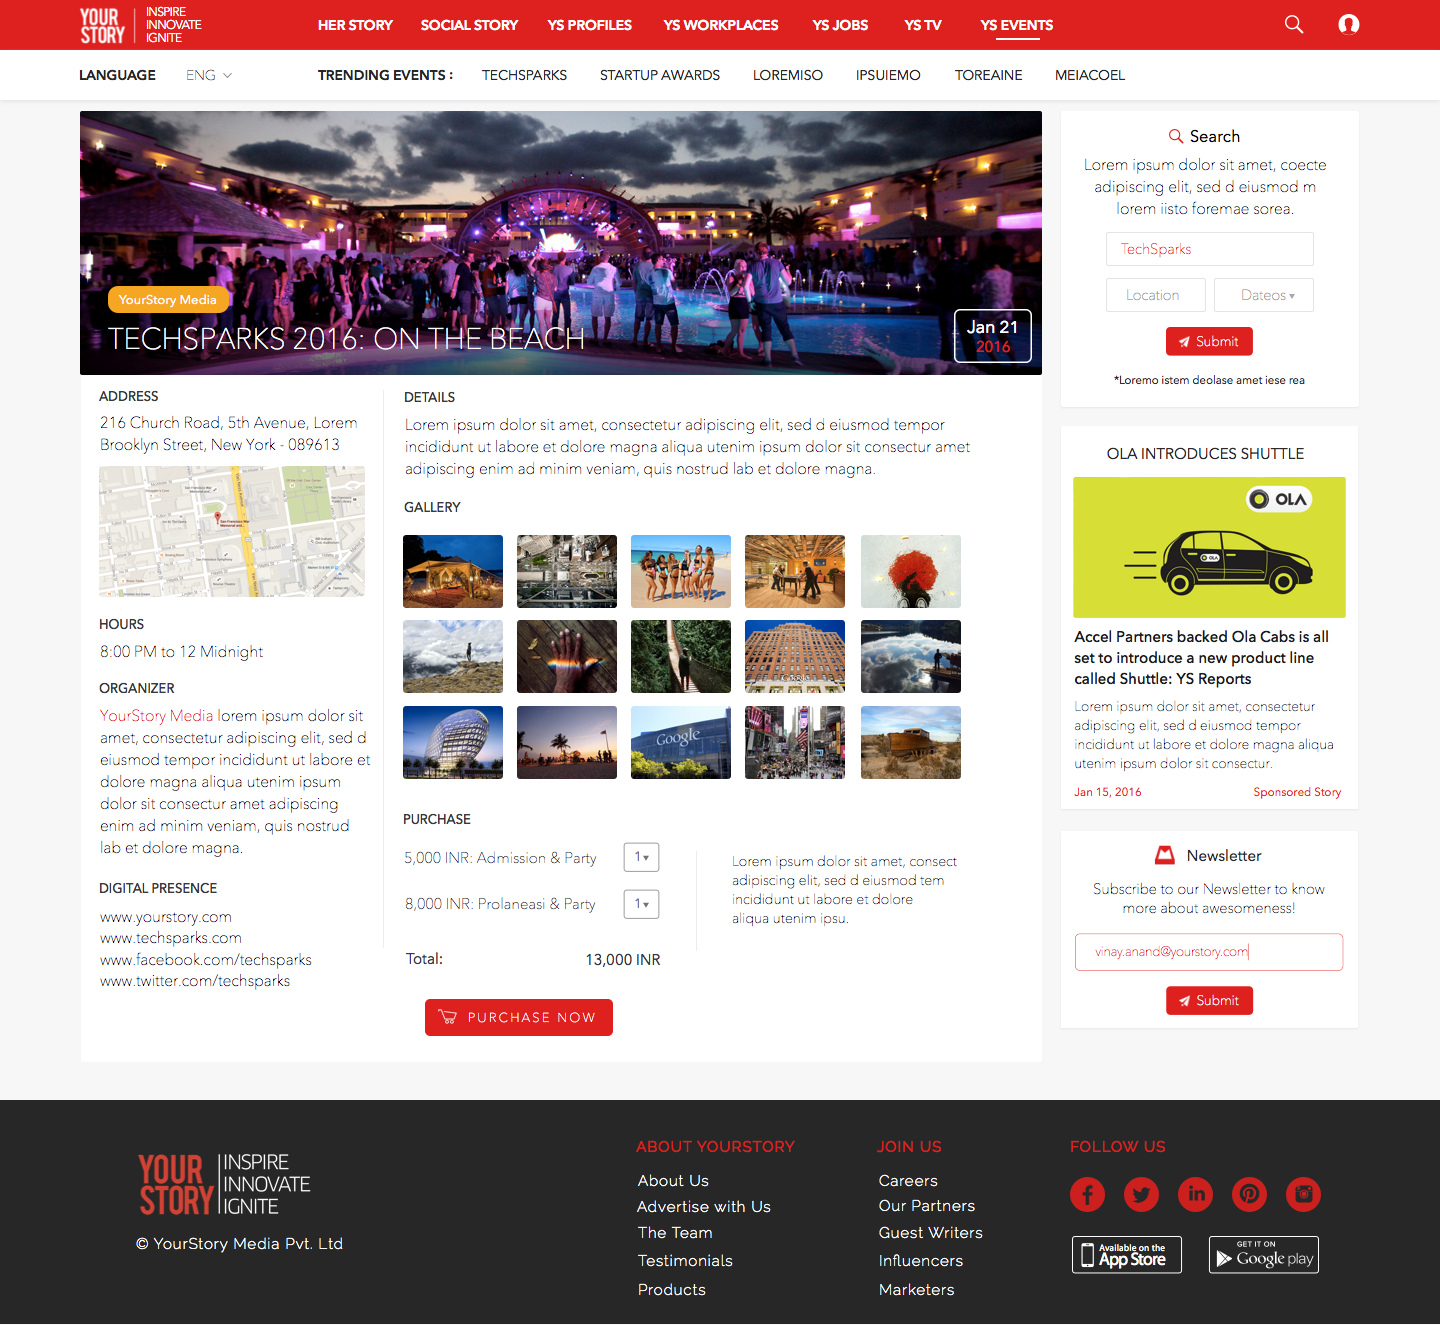 YOUR STORY
INSPIRE
INNOVATE
IGNITE
HER STORY
SOCIAL STORY
YS PROFILES
YS WORKPLACES
YS JOBS
YS TV
YS EVENTS
LANGUAGE
ENG
TRENDING EVENTS :
TECHSPARKS
STARTUP AWARDS
LOREMISO
IPSUIEMO
TOREAINE
MEIACOEL
YourStory Media
TECHSPARKS 2016: ON THE BEACH
Jan 21
2016
ADDRESS
216 Church Road, 5th Avenue, Lorem
Brooklyn Street, New York - 089613
HOURS
8:00 PM to 12 Midnight
ORGANIZER
YourStory Media lorem ipsum dolor sit
amet, consectetur adipiscing elit, sed d
eiusmod tempor incididunt ut labore et
dolore magna aliqua utenim ipsum
dolor sit consectur amet adipiscing
enim ad minim veniam, quis nostrud
lab et dolore magna.
DIGITAL PRESENCE
www.yourstory.com
www.techsparks.com
www.facebook.com/techsparks
www.twitter.com/techsparks
DETAILS
Lorem ipsum dolor sit amet, consectetur adipiscing elit, sed d eiusmod tempor
incididunt ut labore et dolore magna aliqua utenim ipsum dolor sit consectur amet
adipiscing enim ad minim veniam, quis nostrud lab et dolore magna.
GALLERY
Google
PURCHASE
5,000 INR: Admission & Party
1
8,000 INR: Prolaneasi & Party
1
Total:
13,000 INR
Lorem ipsum dolor sit amet, consect
adipiscing elit, sed d eiusmod tem
incididunt ut labore et dolore
aliqua utenim ipsu.
PURCHASE NOW
Search
Lorem ipsum dolor sit amet, coecte
adipiscing elit, sed d eiusmod m
lorem iisto foremae sorea.
TechSparks
Location
Dateos
Submit
*Loremo istem deolase amet iese rea
OLA INTRODUCES SHUTTLE
OLA
OLA
Accel Partners backed Ola Cabs is all
set to introduce a new product line
called Shuttle: YS Reports
Lorem ipsum dolor sit amet, consectetur
adipiscing elit, sed d eiusmod tempor
incididunt ut labore et dolore magna aliqua
utenim ipsum dolor sit consectur.
Jan 15, 2016
Sponsored Story
Newsletter
Subscribe to our Newsletter to know
more about awesomeness!
vinay.anand@yourstory.com
Submit
YOUR STORY
INSPIRE
INNOVATE
IGNITE
© YourStory Media Pvt. Ltd
ABOUT YOURSTORY
About Us
Advertise with Us
The Team
Testimonials
Products
JOIN US
Careers
Our Partners
Guest Writers
Influencers
Marketers
FOLLOW US
Available on the
App Store
GET IT ON
Google play